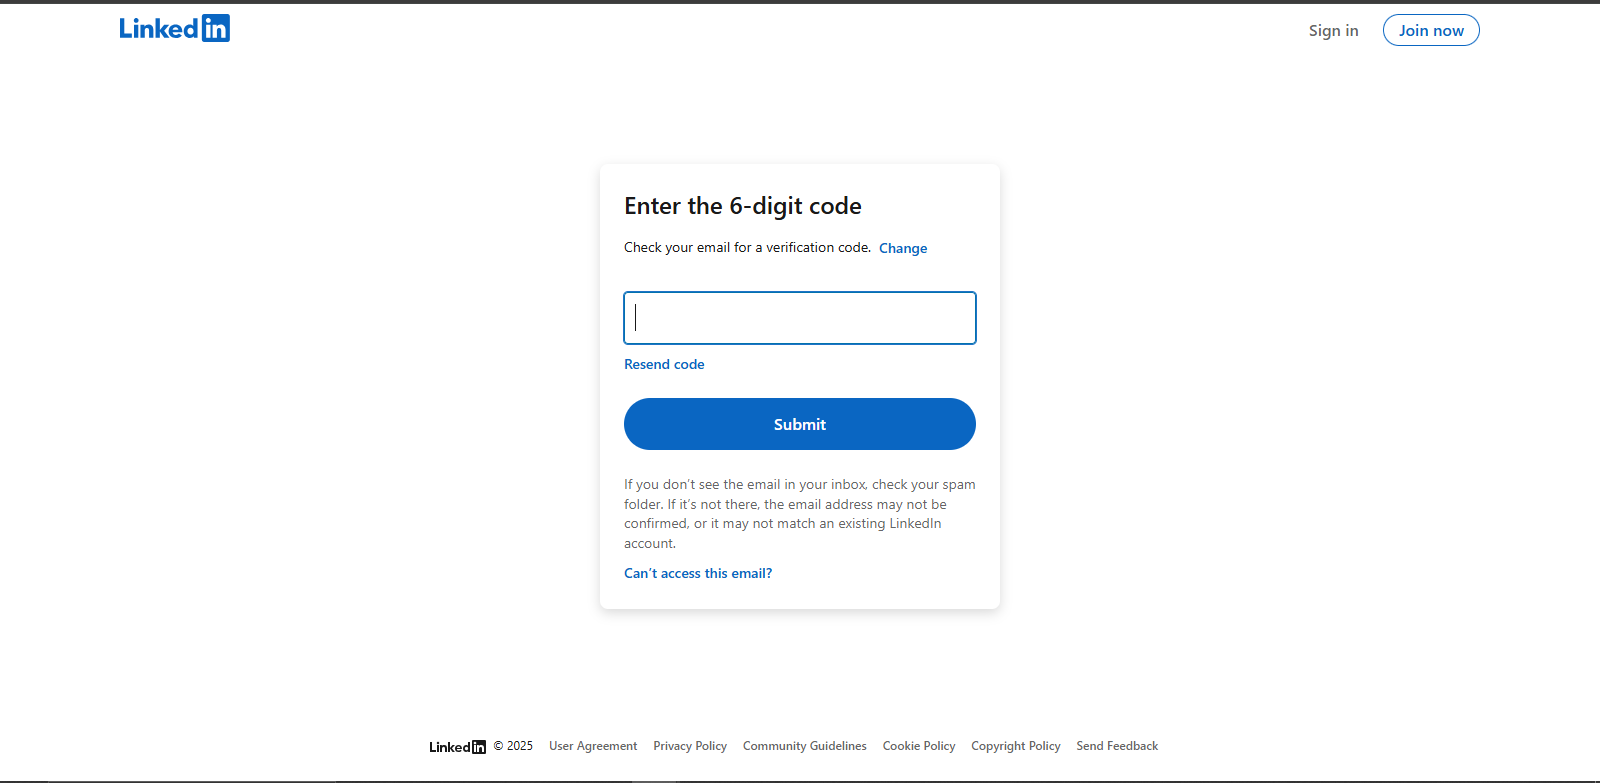 LinkedIn
Sign in
Join now
Enter the 6-digit code
Check your email for a verification code. Change
Resend code
Submit
If you don’t see the email in your inbox, check your spam
folder. If it’s not there, the email address may not be
confirmed, or it may not match an existing LinkedIn
account.
Can’t access this email?
LinkedIn © 2025 User Agreement Privacy Policy Community Guidelines Cookie Policy Copyright Policy Send Feedback